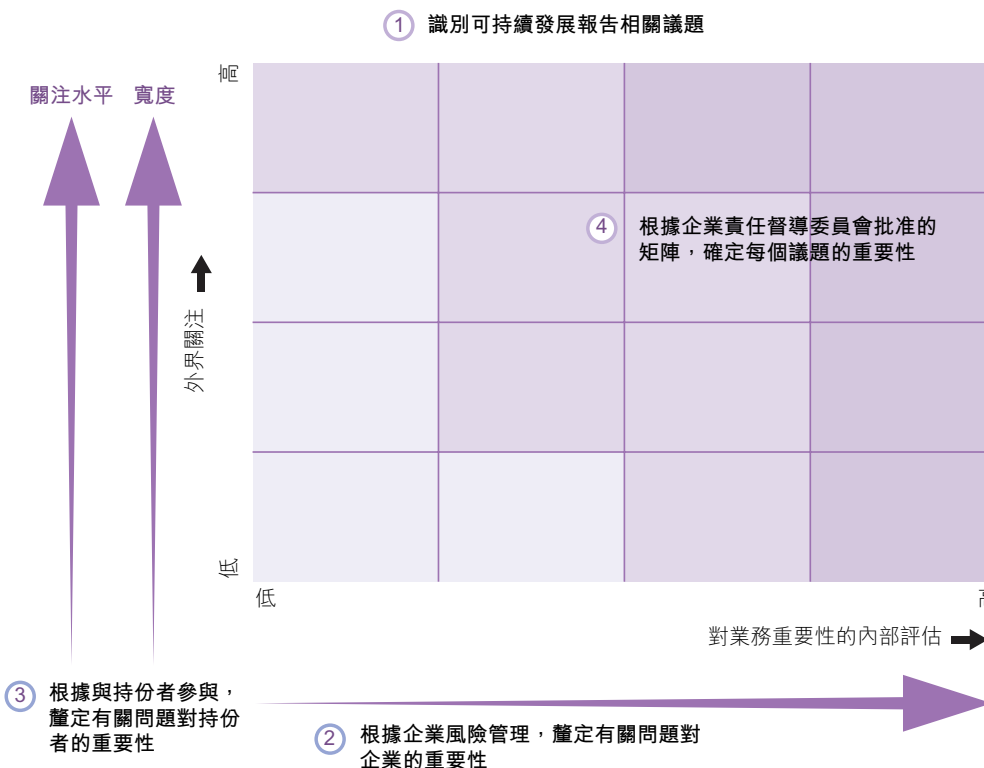 1 識別可持續發展報告相關議題
關注水平 寬度
高
4 根據企業責任督導委員會批准的
矩陣，確定每個議題的重要性
外界關注
低
低
對業務重要性的內部評估
3 根據與持份者參與，
釐定有關問題對持份
者的重要性
2 根據企業風險管理，釐定有關問題對
企業的重要性